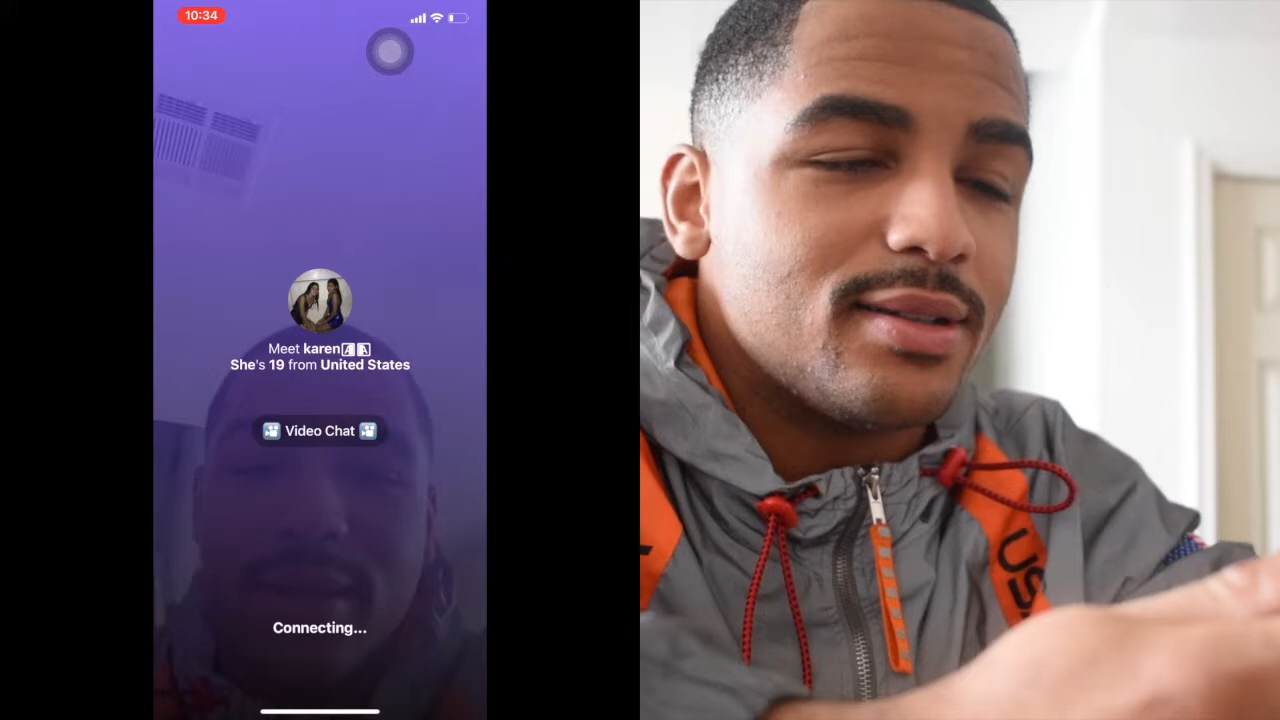 10:34
Meet karen
She's 19 from United States
Video Chat
Connecting...
USA